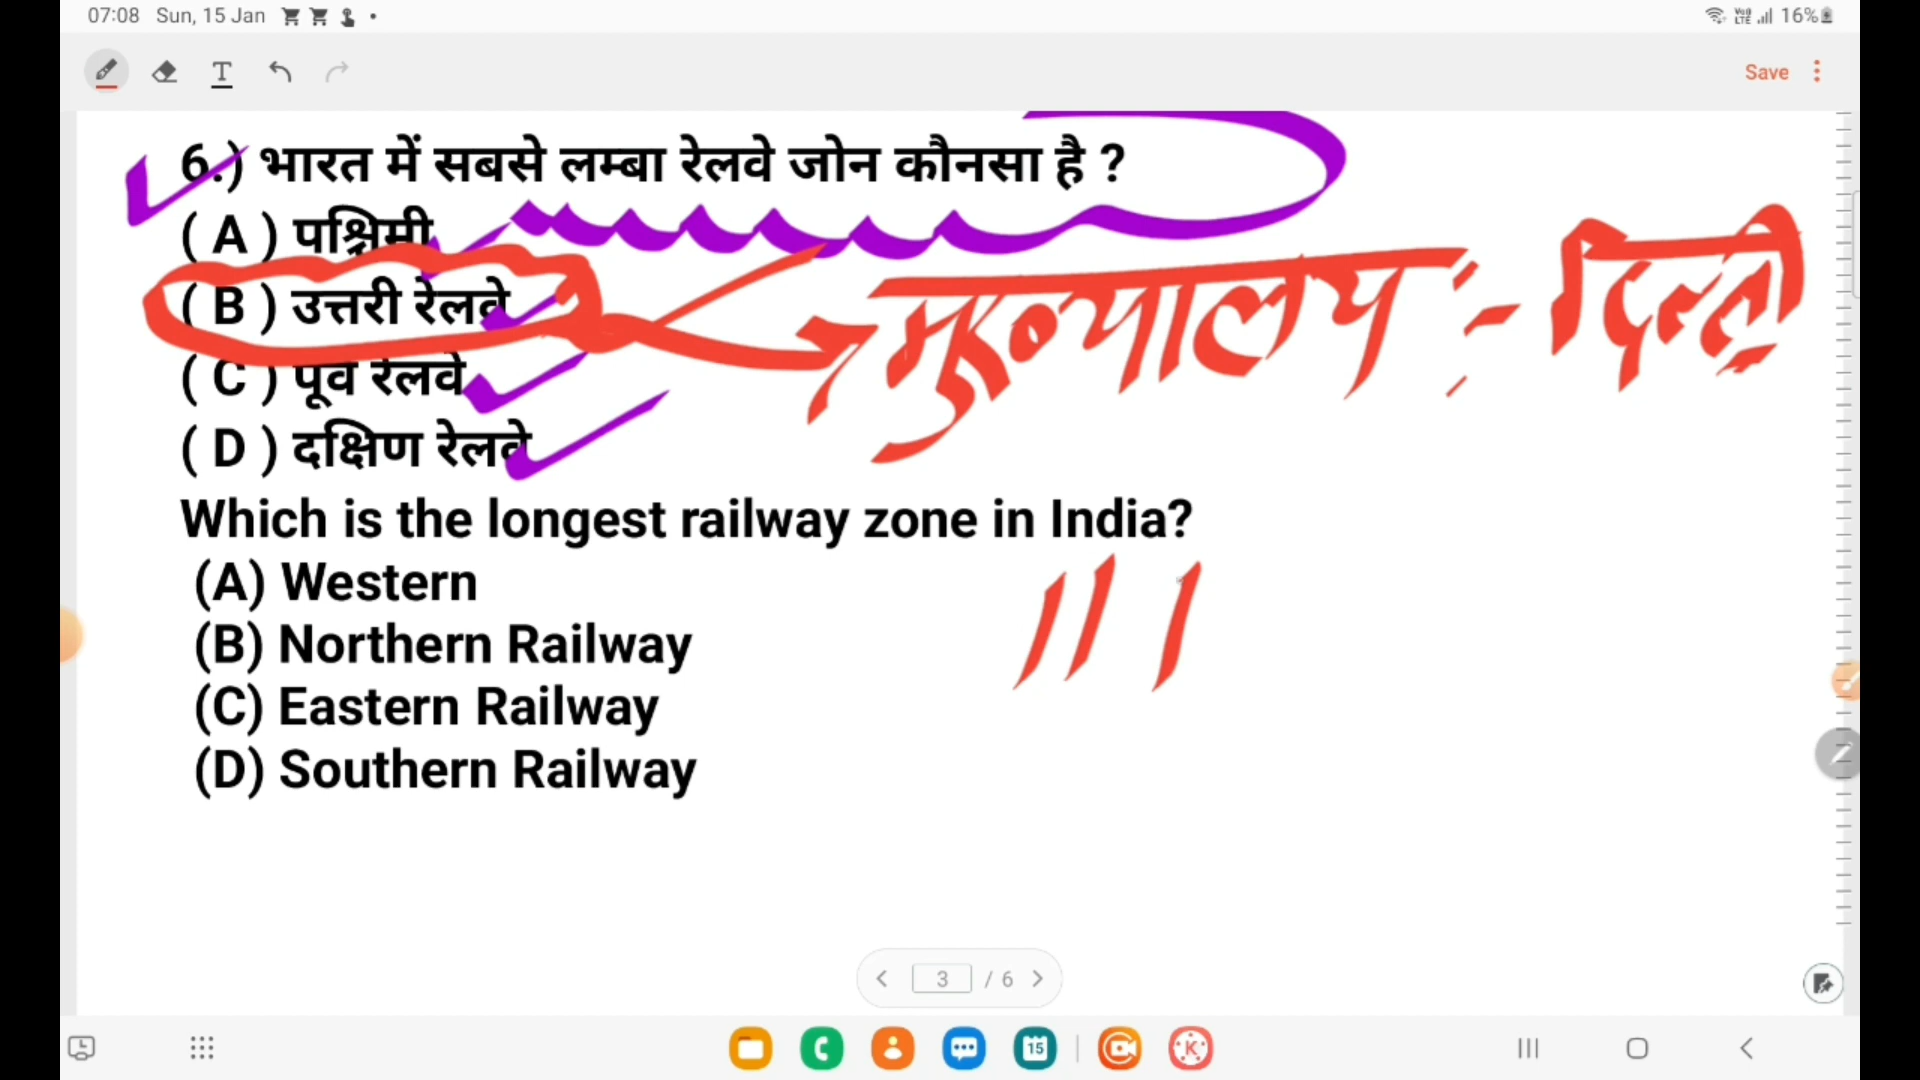 07:08 Sun, 15 Jan
16%
T
Save
6.) भारत में सबसे लम्बा रेलवे जोन कौनसा है ?
( A ) पश्चिमी
( B ) उत्तरी रेलवे
मुख्यालय :- दिल्ली
( C ) पूर्व रेलवे
( D ) दक्षिण रेलवे
Which is the longest railway zone in India?
(A) Western
(B) Northern Railway
(C) Eastern Railway
(D) Southern Railway
3 / 6
15
K